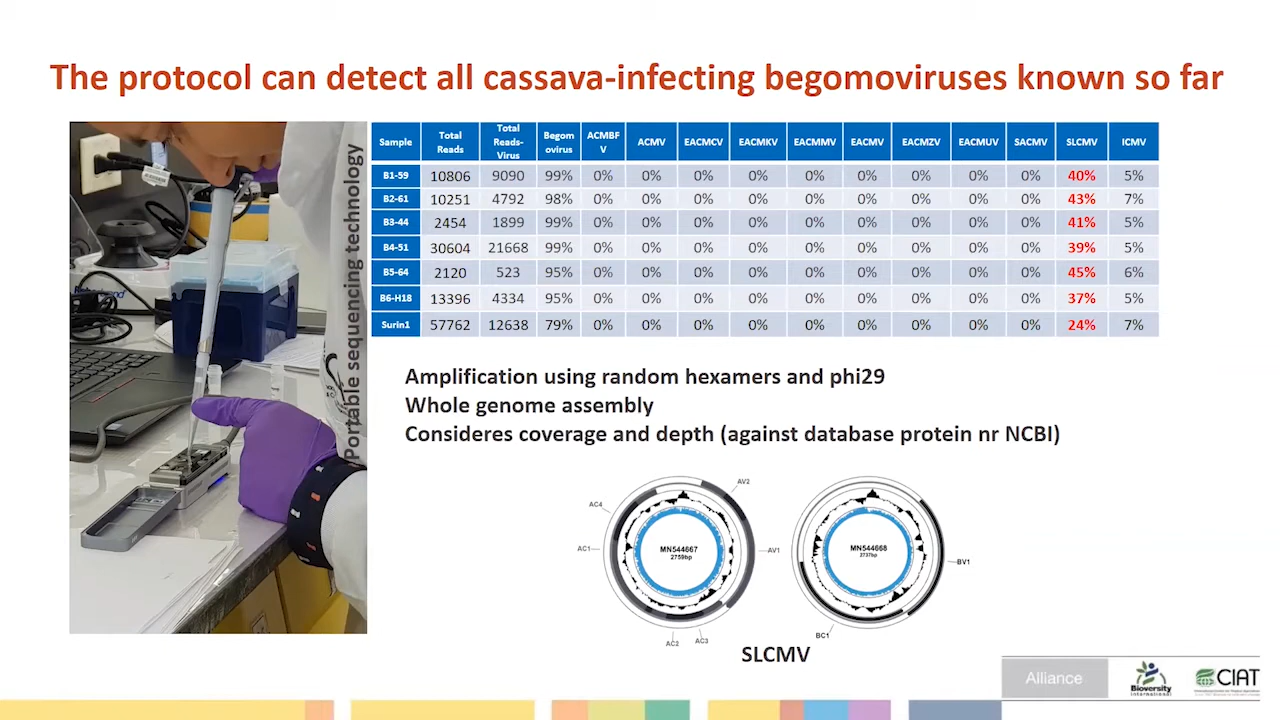 The protocol can detect all cassava-infecting begomoviruses known so far
Portable sequencing technology
Sample Total Reads Total Reads-Virus Begomovirus ACMBFV ACMV EACMCV EACMKV EACMMV EACMV EACMZV EACMUV SACMV SLCMV ICMV
B1-59 10806 9090 99% 0% 0% 0% 0% 0% 0% 0% 0% 0% 40% 5%
B2-61 10251 4792 98% 0% 0% 0% 0% 0% 0% 0% 0% 0% 43% 7%
B3-44 2454 1899 99% 0% 0% 0% 0% 0% 0% 0% 0% 0% 41% 5%
B4-51 30604 21668 99% 0% 0% 0% 0% 0% 0% 0% 0% 0% 39% 5%
B5-64 2120 523 95% 0% 0% 0% 0% 0% 0% 0% 0% 0% 45% 6%
B6-H18 13396 4334 95% 0% 0% 0% 0% 0% 0% 0% 0% 0% 37% 5%
Surin1 57762 12638 79% 0% 0% 0% 0% 0% 0% 0% 0% 0% 24% 7%
Amplification using random hexamers and phi29
Whole genome assembly
Consideres coverage and depth (against database protein nr NCBI)
AV2
AC4
AC1
MN544667
2759bp
AV1
AC2
AC3
MN544668
2737bp
BV1
BC1
SLCMV
Alliance
Bioversity
International
CIAT